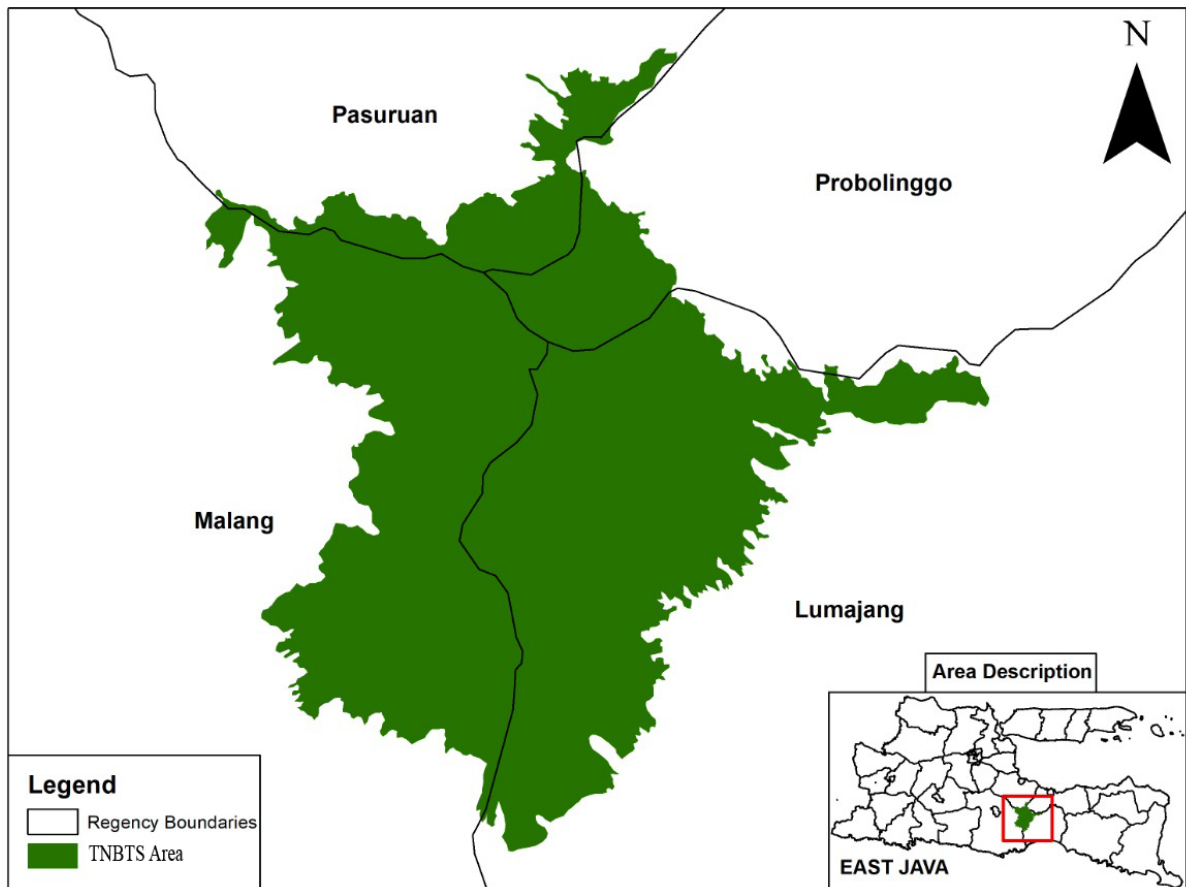 N
Pasuruan
Probolinggo
Malang
Lumajang
Area Description
EAST JAVA
Legend
Regency Boundaries
TNBTS Area